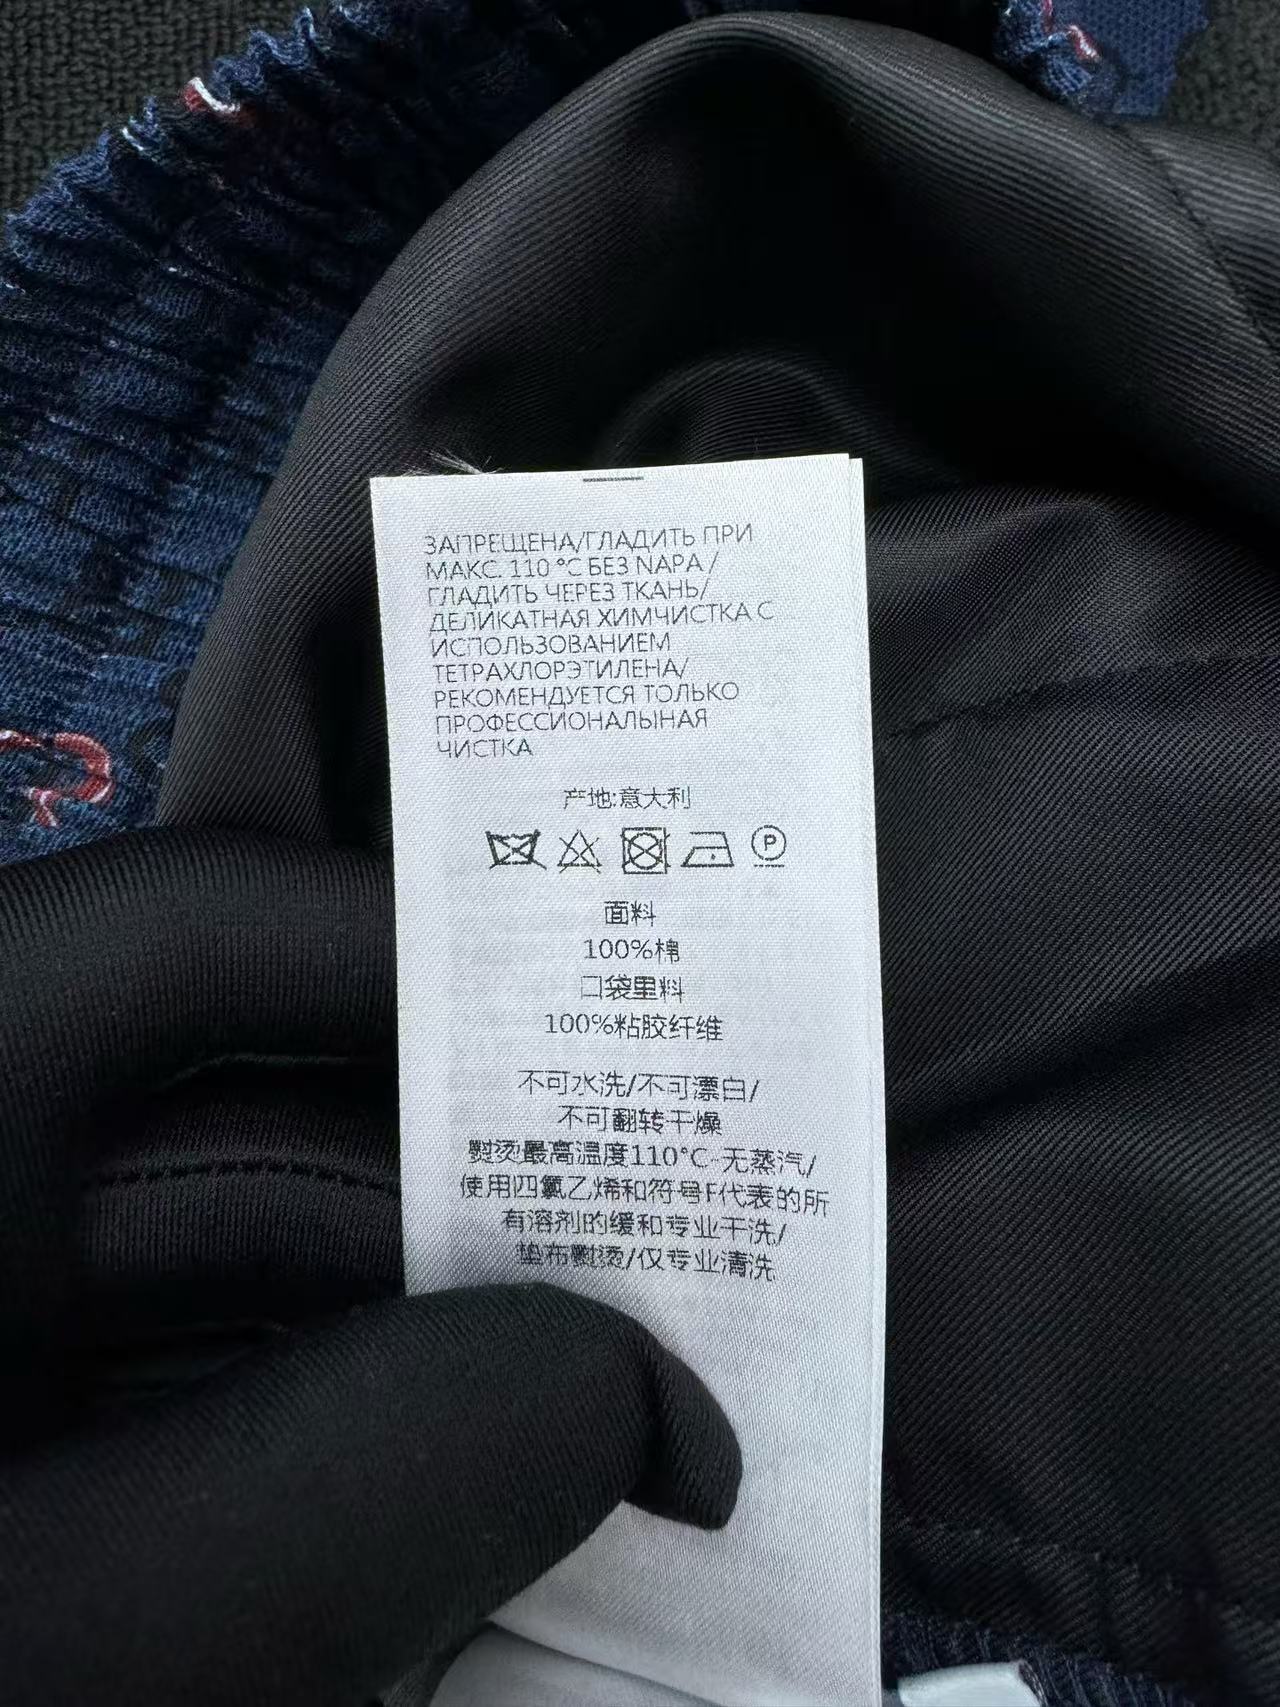 ЗАПРЕЩЕНА/ГЛАДИТЬ ПРИ
МАКС. 110 °C БЕЗ NAPA /
ГЛАДИТЬ ЧЕРЕЗ ТКАНЬ/
ДЕЛИКАТНАЯ ХИМЧИСТКА С
ИСПОЛЬЗОВАНИЕМ
ТЕТРАХЛОРЭТИЛЕНА/
РЕКОМЕНДУЕТСЯ ТОЛЬКО
ПРОФЕССИОНАЛЫНАЯ
ЧИСТКА
产地:意大利
P
面料
100%棉
口袋里料
100%粘胶纤维
不可水洗/不可漂白/
不可翻转干燥
熨烫最高温度110°C-无蒸汽/
使用四氯乙烯和符号F代表的所
有溶剂的缓和专业干洗/
垫布熨烫/仅专业清洗